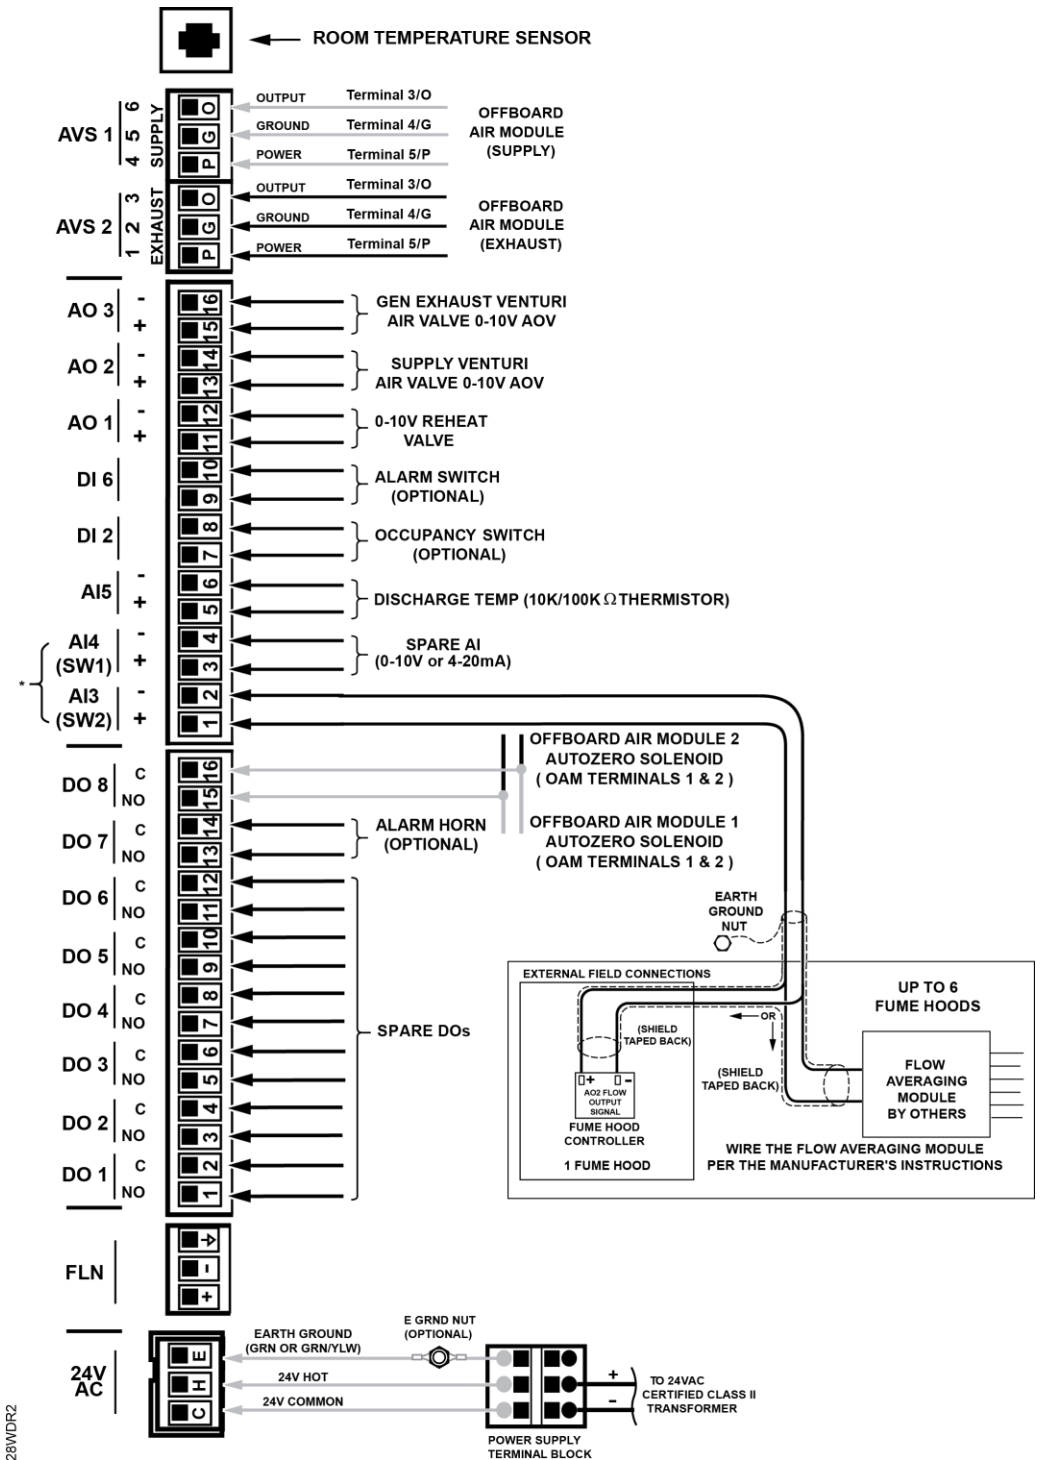 ROOM TEMPERATURE SENSOR
AVS 1
4 5 6
SUPPLY
O
G
P
OUTPUT Terminal 3/O
GROUND Terminal 4/G
POWER Terminal 5/P
OFFBOARD
AIR MODULE
(SUPPLY)
AVS 2
1 2 3
EXHAUST
O
G
P
OUTPUT Terminal 3/O
GROUND Terminal 4/G
POWER Terminal 5/P
OFFBOARD
AIR MODULE
(EXHAUST)
AO 3 - 16
+ 15
GEN EXHAUST VENTURI
AIR VALVE 0-10V AOV
AO 2 - 14
+ 13
SUPPLY VENTURI
AIR VALVE 0-10V AOV
AO 1 - 12
+ 11
0-10V REHEAT
VALVE
DI 6 10
9
ALARM SWITCH
(OPTIONAL)
DI 2 8
7
OCCUPANCY SWITCH
(OPTIONAL)
AI5 - 6
+ 5
DISCHARGE TEMP (10K/100K Ω THERMISTOR)
*
AI4 - 4
(SW1) + 3
SPARE AI
(0-10V or 4-20mA)
AI3 - 2
(SW2) + 1
DO 8 C 16
NO 15
OFFBOARD AIR MODULE 2
AUTOZERO SOLENOID
( OAM TERMINALS 1 & 2 )
OFFBOARD AIR MODULE 1
AUTOZERO SOLENOID
( OAM TERMINALS 1 & 2 )
DO 7 C 14
NO 13
ALARM HORN
(OPTIONAL)
DO 6 C 12
NO 11
DO 5 C 10
NO 9
DO 4 C 8
NO 7
DO 3 C 6
NO 5
DO 2 C 4
NO 3
DO 1 C 2
NO 1
SPARE DOs
EARTH
GROUND
NUT
EXTERNAL FIELD CONNECTIONS
UP TO 6
FUME HOODS
OR
(SHIELD
TAPED BACK)
(SHIELD
TAPED BACK)
+ -
AO2 FLOW
OUTPUT
SIGNAL
FUME HOOD
CONTROLLER
1 FUME HOOD
FLOW
AVERAGING
MODULE
BY OTHERS
WIRE THE FLOW AVERAGING MODULE
PER THE MANUFACTURER'S INSTRUCTIONS
FLN
-
+
24V
AC
E
H
C
EARTH GROUND
(GRN OR GRN/YLW)
E GRND NUT
(OPTIONAL)
24V HOT
24V COMMON
+
-
TO 24VAC
CERTIFIED CLASS II
TRANSFORMER
POWER SUPPLY
TERMINAL BLOCK
28WDR2